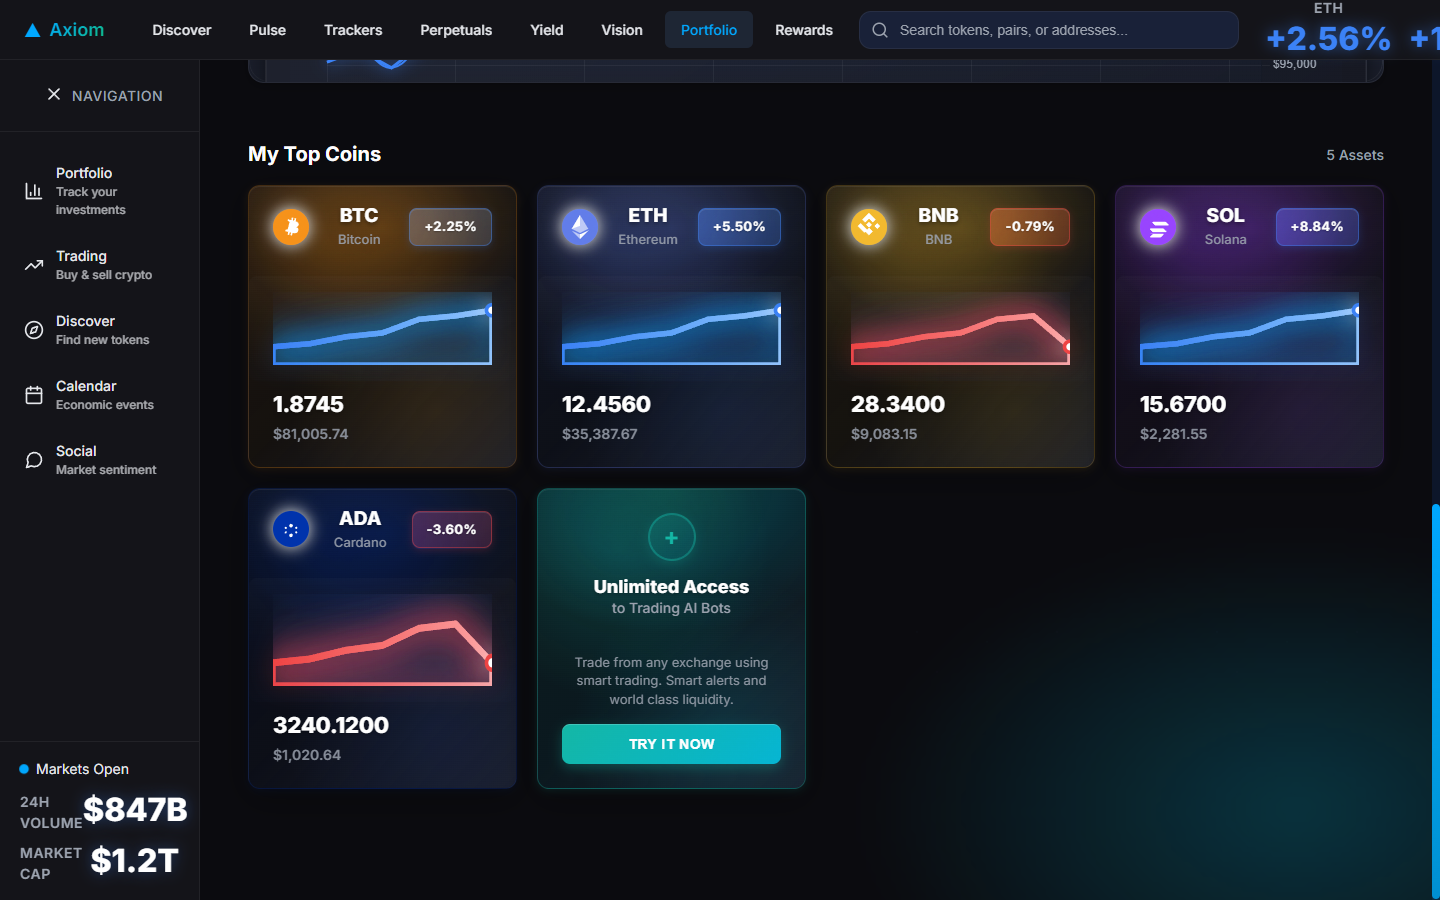 Axiom
Discover
Pulse
Trackers
Perpetuals
Yield
Vision
Portfolio
Rewards
Search tokens, pairs, or addresses...
ETH
+2.56%
+1
NAVIGATION
Portfolio
Track your
investments
Trading
Buy & sell crypto
Discover
Find new tokens
Calendar
Economic events
Social
Market sentiment
Markets Open
24H
VOLUME
$847B
MARKET
CAP
$1.2T
$95,000
My Top Coins
5 Assets
BTC
Bitcoin
+2.25%
1.8745
$81,005.74
ETH
Ethereum
+5.50%
12.4560
$35,387.67
BNB
BNB
-0.79%
28.3400
$9,083.15
SOL
Solana
+8.84%
15.6700
$2,281.55
ADA
Cardano
-3.60%
3240.1200
$1,020.64
+
Unlimited Access
to Trading AI Bots
Trade from any exchange using
smart trading. Smart alerts and
world class liquidity.
TRY IT NOW